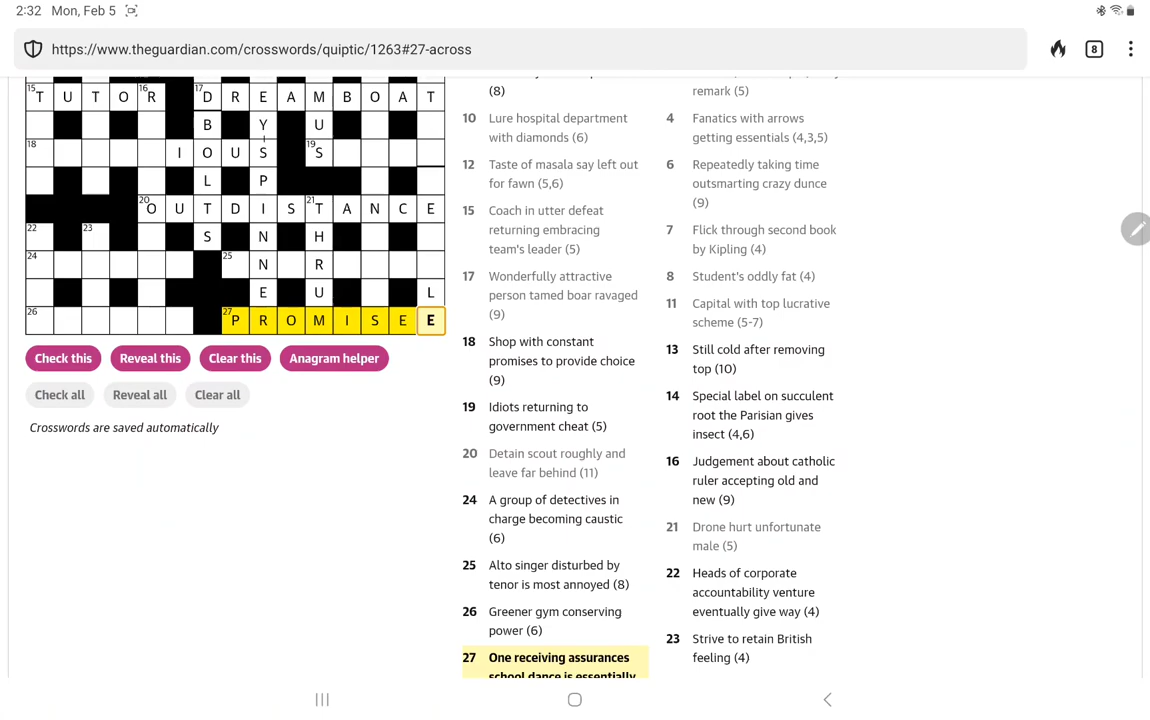 2:32 Mon, Feb 5
https://www.theguardian.com/crosswords/quiptic/1263#27-across
8
15 T U T O 16 R 17 D R E A M B O A T
B Y U
18 I O U S 19 S
L P
20 O U T D I S 21 T A N C E
22 23 S N H
24 25 N R
E U L
26 27 P R O M I S E E
Check this
Reveal this
Clear this
Anagram helper
Check all
Reveal all
Clear all
Crosswords are saved automatically
(8)
10 Lure hospital department
with diamonds (6)
12 Taste of masala say left out
for fawn (5,6)
15 Coach in utter defeat
returning embracing
team's leader (5)
17 Wonderfully attractive
person tamed boar ravaged
(9)
18 Shop with constant
promises to provide choice
(9)
19 Idiots returning to
government cheat (5)
20 Detain scout roughly and
leave far behind (11)
24 A group of detectives in
charge becoming caustic
(6)
25 Alto singer disturbed by
tenor is most annoyed (8)
26 Greener gym conserving
power (6)
27 One receiving assurances
school dance is essentially
remark (5)
4 Fanatics with arrows
getting essentials (4,3,5)
6 Repeatedly taking time
outsmarting crazy dunce
(9)
7 Flick through second book
by Kipling (4)
8 Student's oddly fat (4)
11 Capital with top lucrative
scheme (5-7)
13 Still cold after removing
top (10)
14 Special label on succulent
root the Parisian gives
insect (4,6)
16 Judgement about catholic
ruler accepting old and
new (9)
21 Drone hurt unfortunate
male (5)
22 Heads of corporate
accountability venture
eventually give way (4)
23 Strive to retain British
feeling (4)